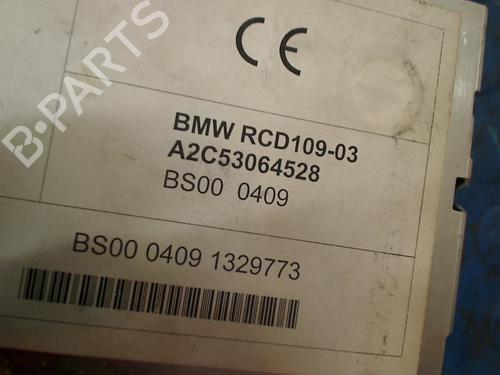 B-PARTS
CE
BMW RCD109-03
A2C53064528
BS00 0409
BS00 0409 1329773